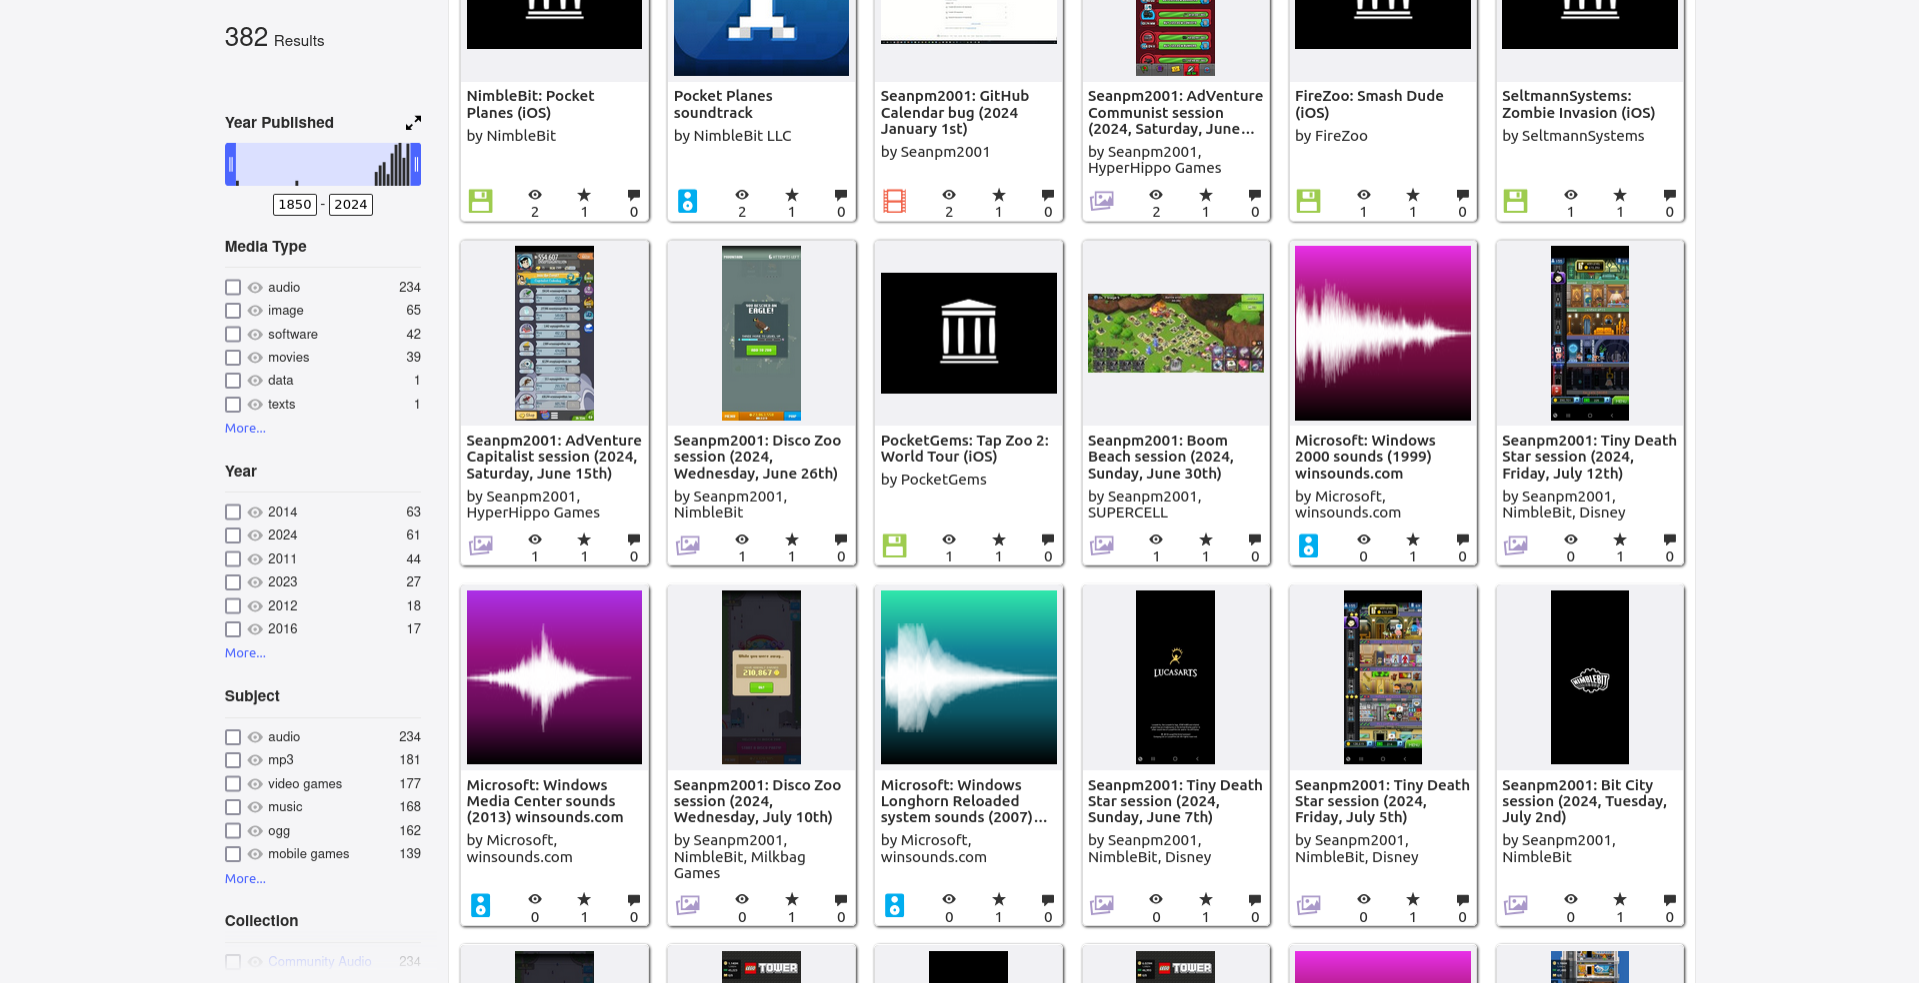 382 Results
Year Published
1850 - 2024
Media Type
audio 234
image 65
software 42
movies 39
data 1
texts 1
More...
Year
2014 63
2024 61
2011 44
2023 27
2012 18
2016 17
More...
Subject
audio 234
mp3 181
video games 177
music 168
ogg 162
mobile games 139
More...
Collection
Community Audio 234
NimbleBit: Pocket
Planes (iOS)
by NimbleBit
2 1 0
Pocket Planes
soundtrack
by NimbleBit LLC
2 1 0
Seanpm2001: GitHub
Calendar bug (2024
January 1st)
by Seanpm2001
2 1 0
Seanpm2001: AdVenture
Communist session
(2024, Saturday, June...
by Seanpm2001,
HyperHippo Games
2 1 0
FireZoo: Smash Dude
(iOS)
by FireZoo
1 1 0
SeltmannSystems:
Zombie Invasion (iOS)
by SeltmannSystems
1 1 0
554,607
Seanpm2001: AdVenture
Capitalist session (2024,
Saturday, June 15th)
by Seanpm2001,
HyperHippo Games
1 1 0
EAGLE!
Seanpm2001: Disco Zoo
session (2024,
Wednesday, June 26th)
by Seanpm2001,
NimbleBit
1 1 0
PocketGems: Tap Zoo 2:
World Tour (iOS)
by PocketGems
1 1 0
Seanpm2001: Boom
Beach session (2024,
Sunday, June 30th)
by Seanpm2001,
SUPERCELL
1 1 0
Microsoft: Windows
2000 sounds (1999)
winsounds.com
by Microsoft,
winsounds.com
0 1 0
Seanpm2001: Tiny Death
Star session (2024,
Friday, July 12th)
by Seanpm2001,
NimbleBit, Disney
0 1 0
Microsoft: Windows
Media Center sounds
(2013) winsounds.com
by Microsoft,
winsounds.com
0 1 0
While you were away...
210,867
Seanpm2001: Disco Zoo
session (2024,
Wednesday, July 10th)
by Seanpm2001,
NimbleBit, Milkbag
Games
0 1 0
Microsoft: Windows
Longhorn Reloaded
system sounds (2007)...
by Microsoft,
winsounds.com
0 1 0
LUCASARTS
Seanpm2001: Tiny Death
Star session (2024,
Sunday, June 7th)
by Seanpm2001,
NimbleBit, Disney
0 1 0
Seanpm2001: Tiny Death
Star session (2024,
Friday, July 5th)
by Seanpm2001,
NimbleBit, Disney
0 1 0
NIMBLEBIT
Seanpm2001: Bit City
session (2024, Tuesday,
July 2nd)
by Seanpm2001,
NimbleBit
0 1 0
LEGO TOWER
LEGO TOWER